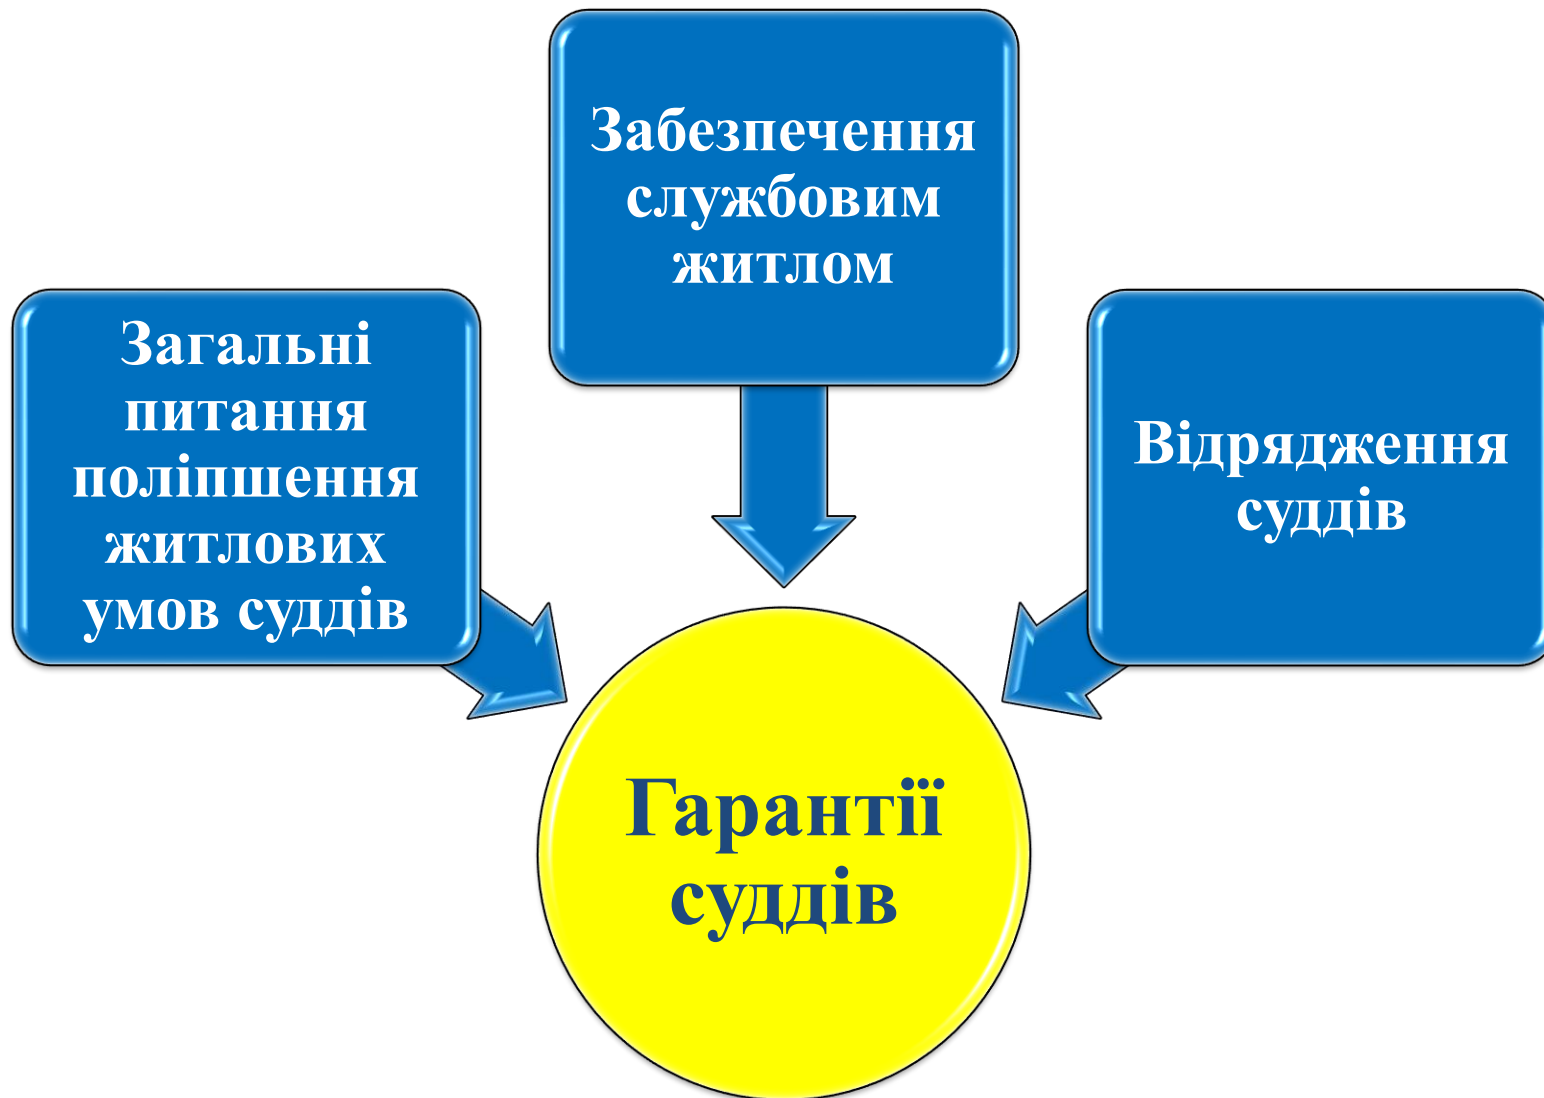 Забезпечення
службовим
житлом
Загальні
питання
поліпшення
житлових
умов суддів
Відрядження
суддів
Гарантії
суддів